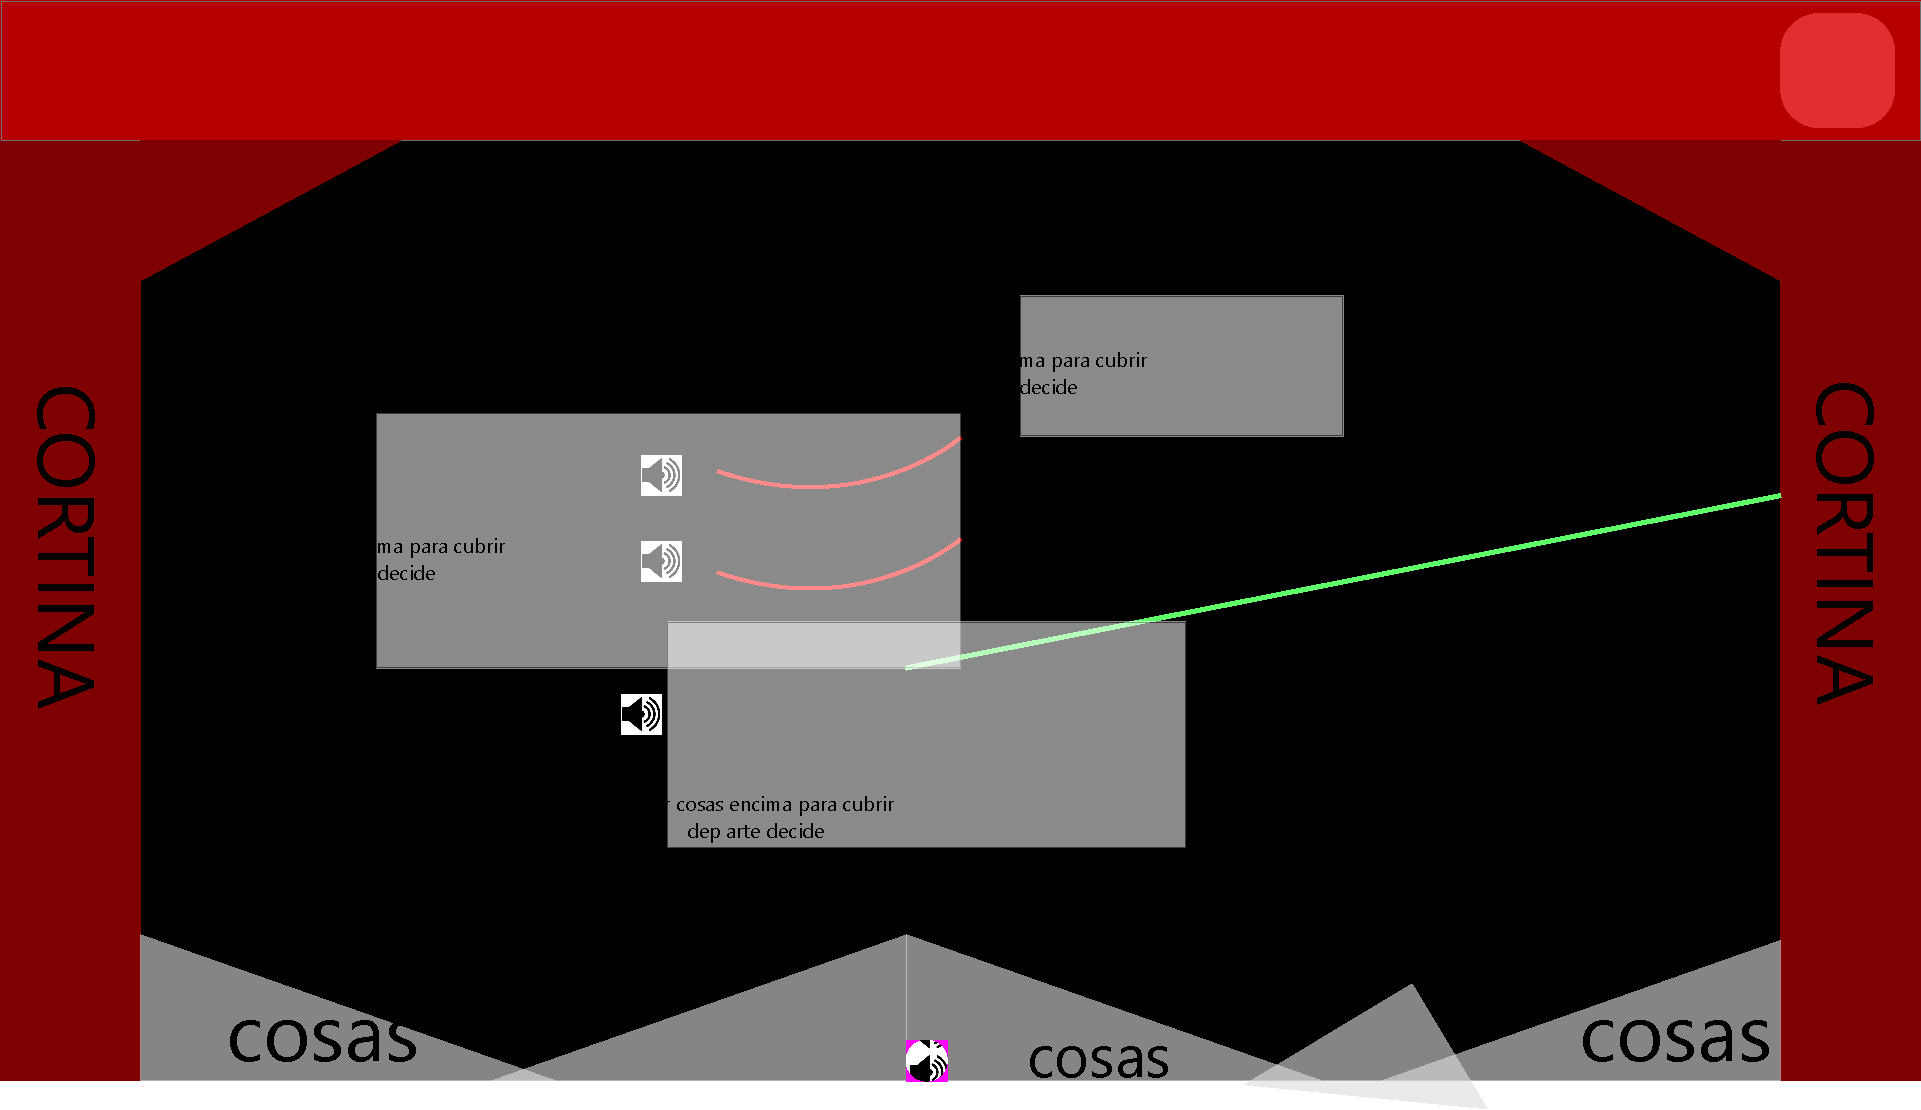 CORTINA
CORTINA
ma para cubrir
decide
ma para cubrir
decide
cosas encima para cubrir
dep arte decide
cosas
cosas
cosas